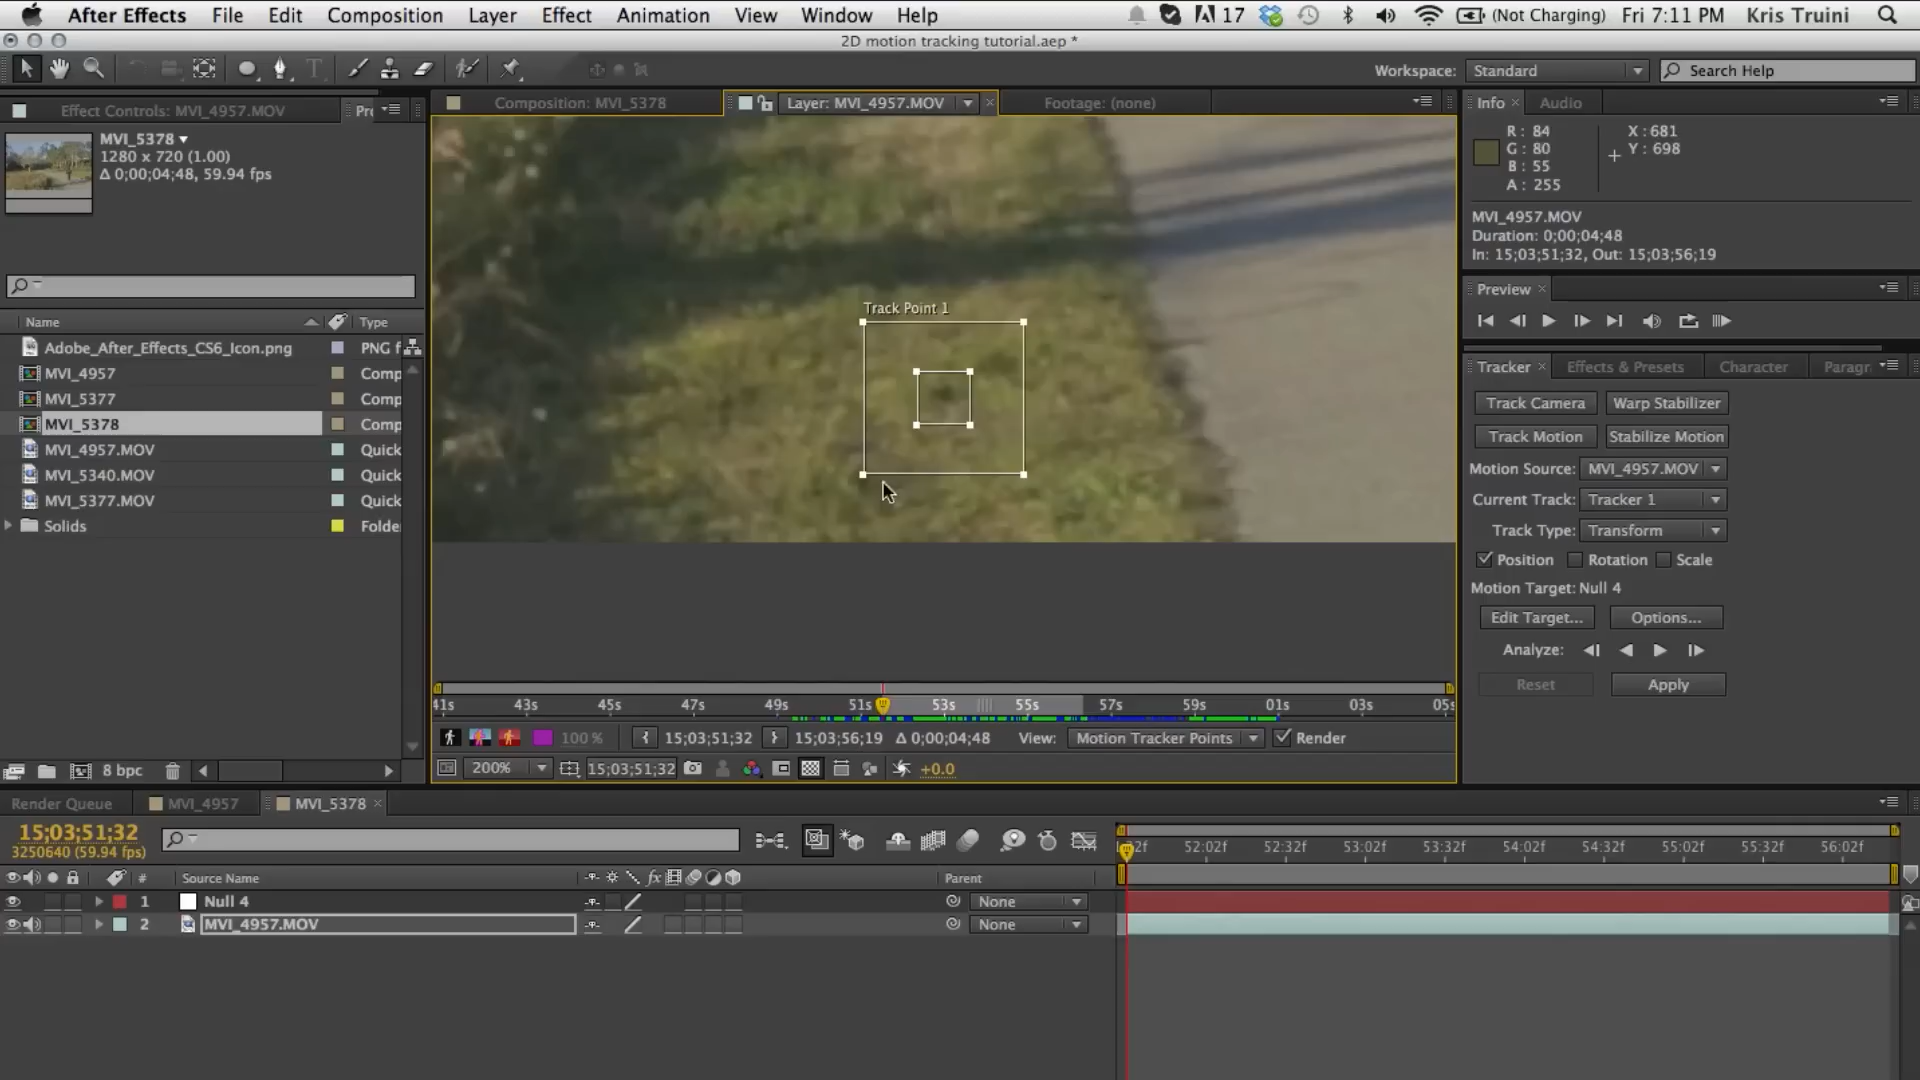 After Effects File Edit Composition Layer Effect Animation View Window Help 17 (Not Charging) Fri 7:11 PM Kris Truini
2D motion tracking tutorial.aep *
Workspace: Standard Search Help
Effect Controls: MVI_4957.MOV
Composition: MVI_5378 Layer: MVI_4957.MOV Footage: (none)
Info Audio
MVI_5378
1280 x 720 (1.00)
Δ 0;00;04;48, 59.94 fps
R : 84
G : 80
B : 55
A : 255
X : 681
Y : 698
MVI_4957.MOV
Duration: 0;00;04;48
In: 15;03;51;32, Out: 15;03;56;19
Preview
Name Type
Adobe_After_Effects_CS6_Icon.png PNG f
MVI_4957 Comp
MVI_5377 Comp
MVI_5378 Comp
MVI_4957.MOV Quick
MVI_5340.MOV Quick
MVI_5377.MOV Quick
Solids Folde
Track Point 1
Tracker Effects & Presets Character Paragr
Track Camera Warp Stabilizer
Track Motion Stabilize Motion
Motion Source: MVI_4957.MOV
Current Track: Tracker 1
Track Type: Transform
Position Rotation Scale
Motion Target: Null 4
Edit Target... Options...
Analyze:
Reset Apply
41s 43s 45s 47s 49s 51s 53s 55s 57s 59s 01s 03s 05s
100 % 15;03;51;32 15;03;56;19 Δ 0;00;04;48 View: Motion Tracker Points Render
8 bpc 200% 15;03;51;32 +0.0
Render Queue MVI_4957 MVI_5378
15;03;51;32
3250640 (59.94 fps)
52:02f 52:32f 53:02f 53:32f 54:02f 54:32f 55:02f 55:32f 56:02f
# Source Name fx Parent
1 Null 4 None
2 MVI_4957.MOV None